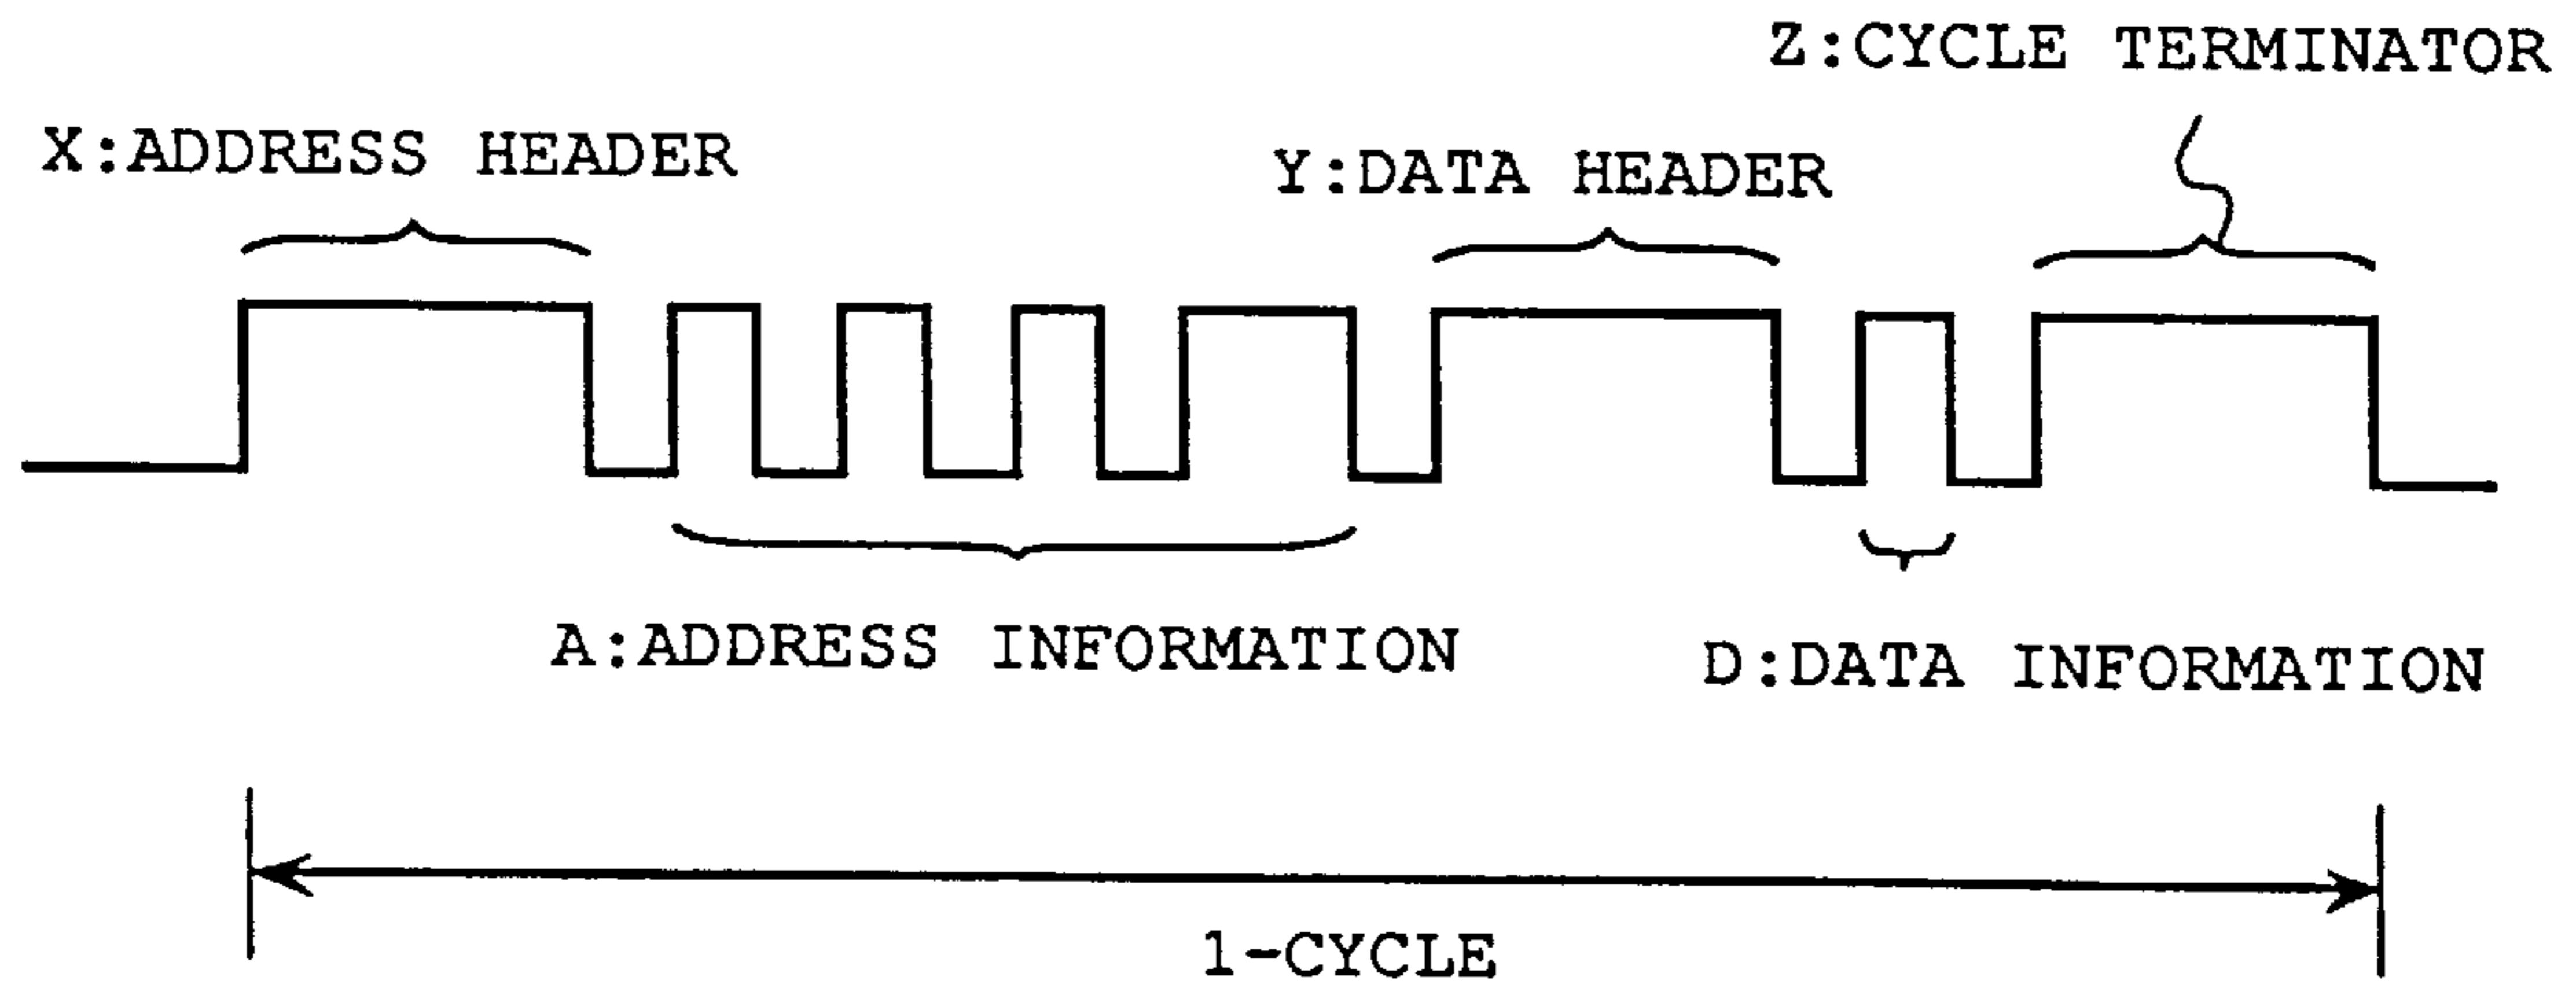 Z:CYCLE TERMINATOR
X:ADDRESS HEADER
Y:DATA HEADER
A:ADDRESS INFORMATION
D:DATA INFORMATION
1-CYCLE